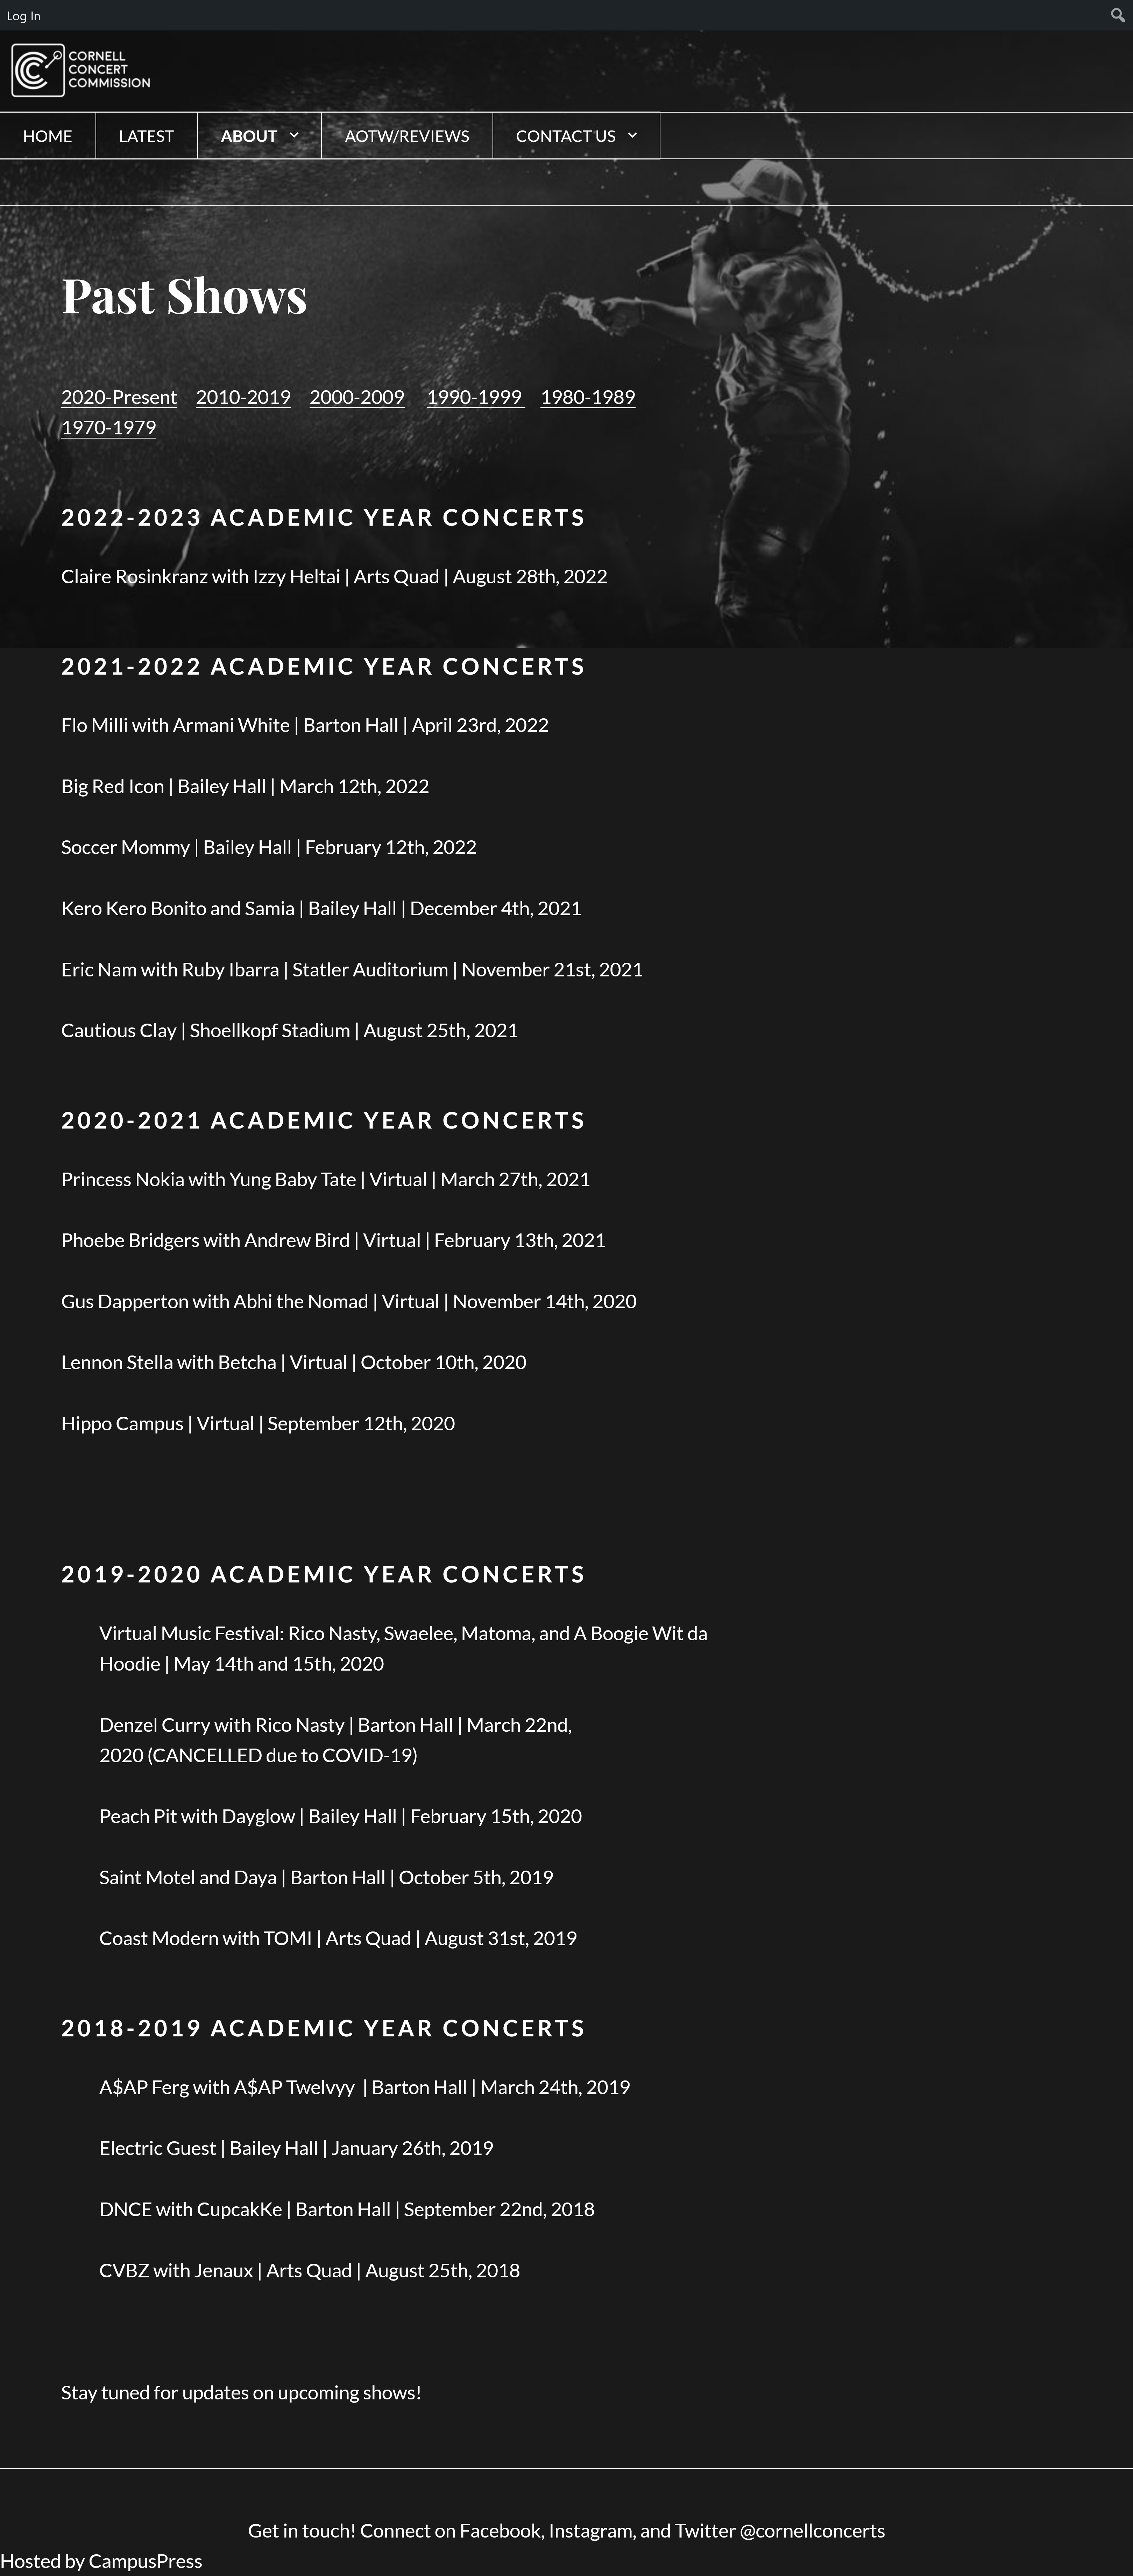 Log In
CORNELL
CONCERT
COMMISSION
HOME
LATEST
ABOUT
AOTW/REVIEWS
CONTACT US
Past Shows
2020-Present 2010-2019 2000-2009 1990-1999 1980-1989
1970-1979
2022-2023 ACADEMIC YEAR CONCERTS
Claire Rosinkranz with Izzy Heltai | Arts Quad | August 28th, 2022
2021-2022 ACADEMIC YEAR CONCERTS
Flo Milli with Armani White | Barton Hall | April 23rd, 2022
Big Red Icon | Bailey Hall | March 12th, 2022
Soccer Mommy | Bailey Hall | February 12th, 2022
Kero Kero Bonito and Samia | Bailey Hall | December 4th, 2021
Eric Nam with Ruby Ibarra | Statler Auditorium | November 21st, 2021
Cautious Clay | Shoellkopf Stadium | August 25th, 2021
2020-2021 ACADEMIC YEAR CONCERTS
Princess Nokia with Yung Baby Tate | Virtual | March 27th, 2021
Phoebe Bridgers with Andrew Bird | Virtual | February 13th, 2021
Gus Dapperton with Abhi the Nomad | Virtual | November 14th, 2020
Lennon Stella with Betcha | Virtual | October 10th, 2020
Hippo Campus | Virtual | September 12th, 2020
2019-2020 ACADEMIC YEAR CONCERTS
Virtual Music Festival: Rico Nasty, Swaelee, Matoma, and A Boogie Wit da
Hoodie | May 14th and 15th, 2020
Denzel Curry with Rico Nasty | Barton Hall | March 22nd,
2020 (CANCELLED due to COVID-19)
Peach Pit with Dayglow | Bailey Hall | February 15th, 2020
Saint Motel and Daya | Barton Hall | October 5th, 2019
Coast Modern with TOMI | Arts Quad | August 31st, 2019
2018-2019 ACADEMIC YEAR CONCERTS
A$AP Ferg with A$AP Twelvyy | Barton Hall | March 24th, 2019
Electric Guest | Bailey Hall | January 26th, 2019
DNCE with CupcakKe | Barton Hall | September 22nd, 2018
CVBZ with Jenaux | Arts Quad | August 25th, 2018
Stay tuned for updates on upcoming shows!
Get in touch! Connect on Facebook, Instagram, and Twitter @cornellconcerts
Hosted by CampusPress